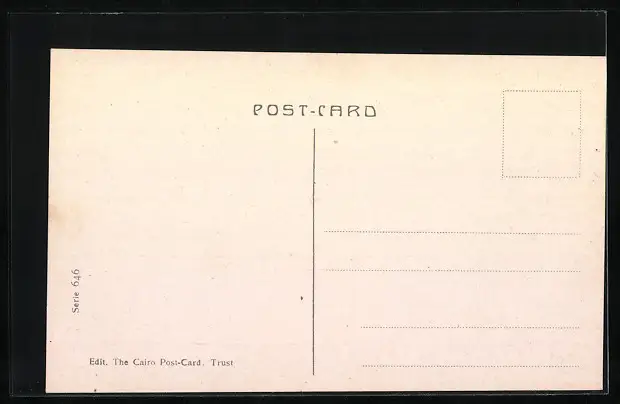 POST-CARD
Serie 646
Edit. The Cairo Post-Card. Trust